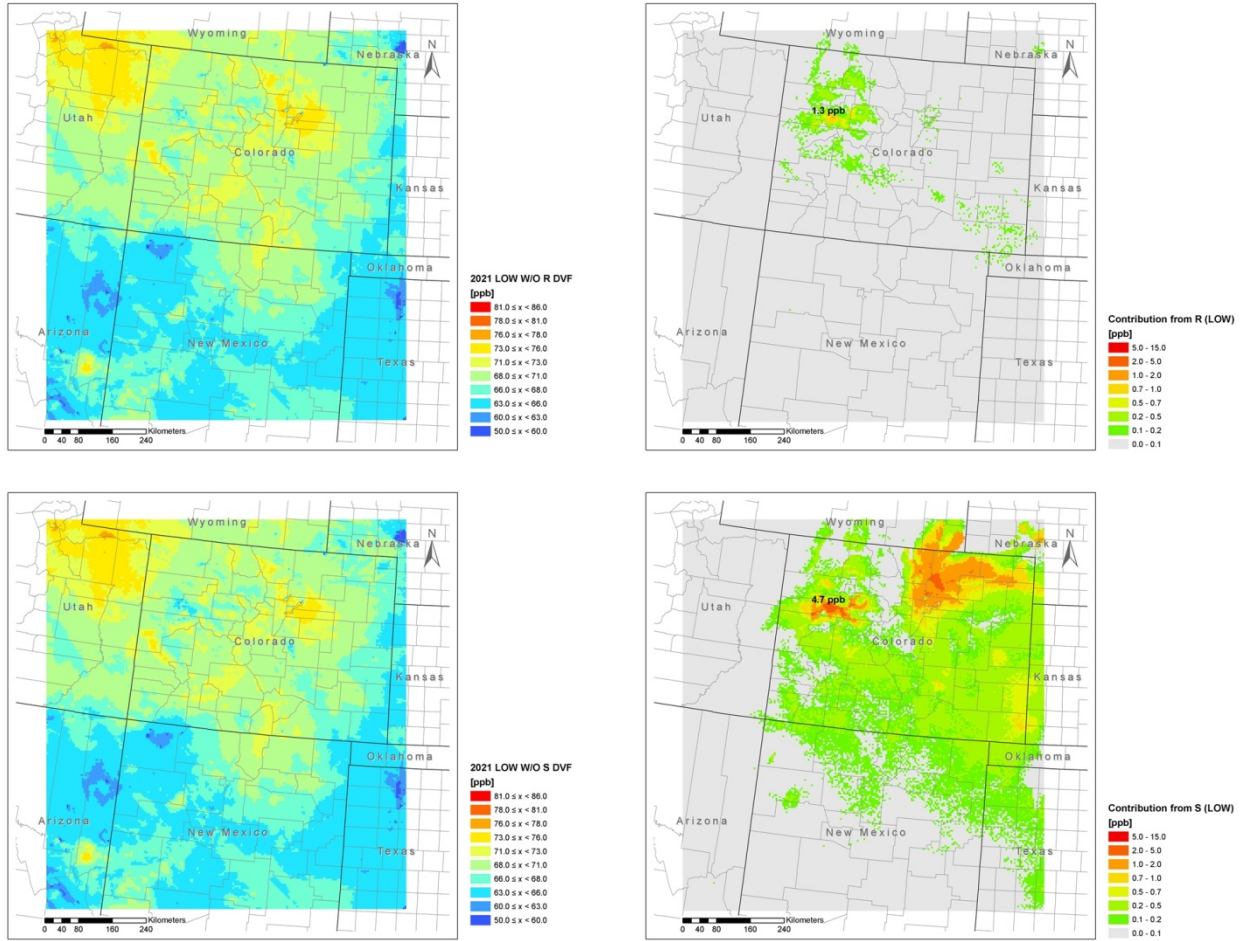 Wyoming
Nebraska
N
Utah
Colorado
Kansas
Oklahoma
Arizona
New Mexico
Texas
Kilometers
0 40 80 160 240
2021 LOW W/O R DVF
[ppb]
81.0 ≤ x < 86.0
78.0 ≤ x < 81.0
76.0 ≤ x < 78.0
73.0 ≤ x < 76.0
71.0 ≤ x < 73.0
68.0 ≤ x < 71.0
66.0 ≤ x < 68.0
63.0 ≤ x < 66.0
60.0 ≤ x < 63.0
50.0 ≤ x < 60.0
Wyoming
Nebraska
N
1.3 ppb
Utah
Colorado
Kansas
Oklahoma
Arizona
New Mexico
Texas
Kilometers
0 40 80 160 240
Contribution from R (LOW)
[ppb]
5.0 - 15.0
2.0 - 5.0
1.0 - 2.0
0.7 - 1.0
0.5 - 0.7
0.2 - 0.5
0.1 - 0.2
0.0 - 0.1
Wyoming
Nebraska
N
Utah
Colorado
Kansas
Oklahoma
Arizona
New Mexico
Texas
Kilometers
0 40 80 160 240
2021 LOW W/O S DVF
[ppb]
81.0 ≤ x < 86.0
78.0 ≤ x < 81.0
76.0 ≤ x < 78.0
73.0 ≤ x < 76.0
71.0 ≤ x < 73.0
68.0 ≤ x < 71.0
66.0 ≤ x < 68.0
63.0 ≤ x < 66.0
60.0 ≤ x < 63.0
50.0 ≤ x < 60.0
Wyoming
Nebraska
N
4.7 ppb
Utah
Colorado
Kansas
Oklahoma
Arizona
New Mexico
Texas
Kilometers
0 40 80 160 240
Contribution from S (LOW)
[ppb]
5.0 - 15.0
2.0 - 5.0
1.0 - 2.0
0.7 - 1.0
0.5 - 0.7
0.2 - 0.5
0.1 - 0.2
0.0 - 0.1